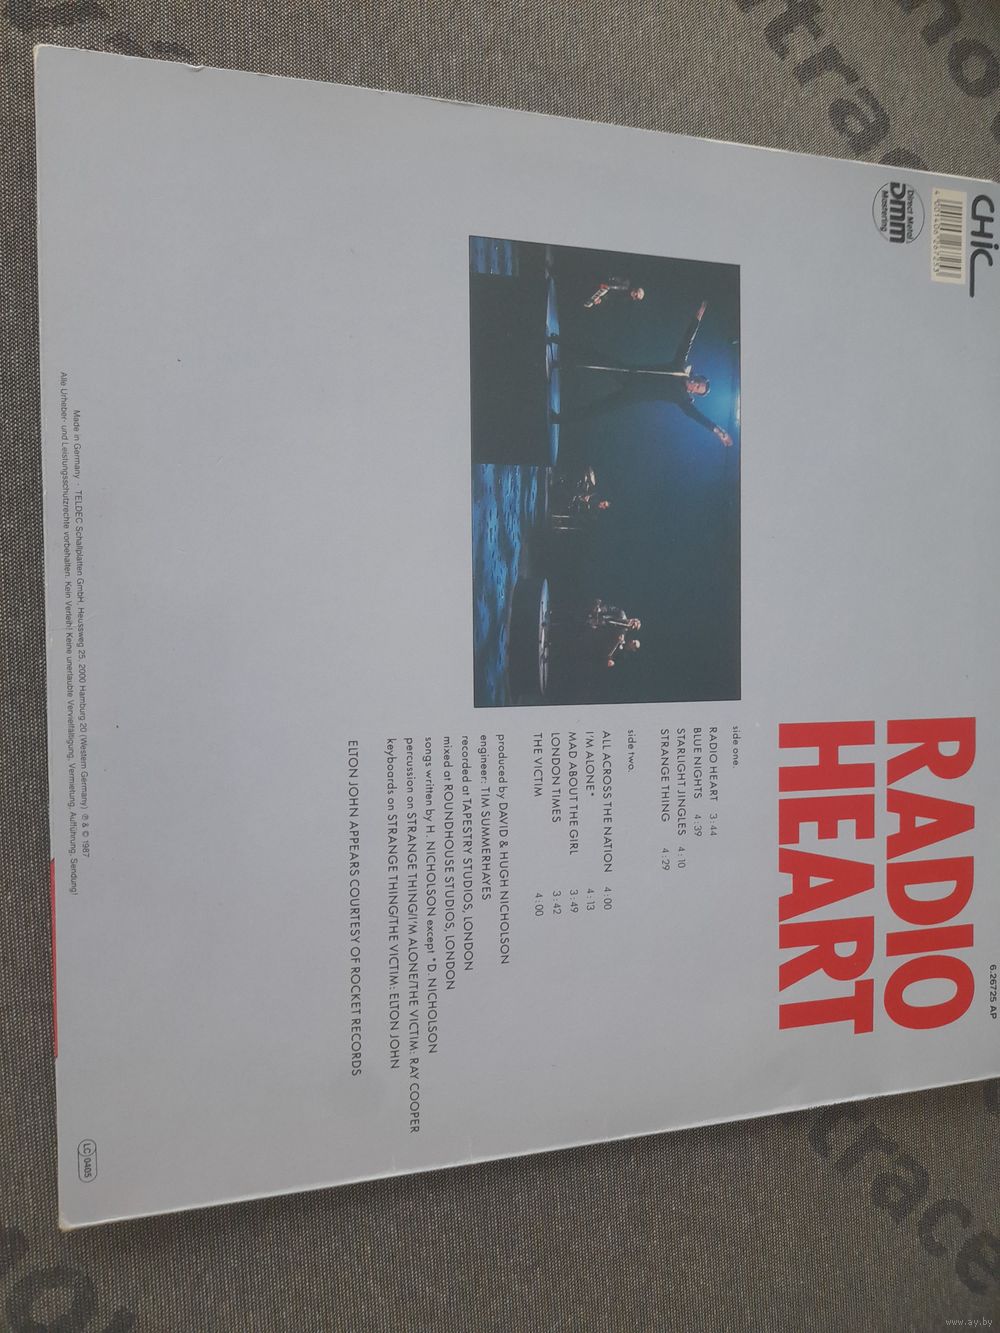 CHIC
4 001406 267253
Direct Metal
DMM
Mastering
6.26725 AP
RADIO
HEART
side one.
RADIO HEART 3:44
BLUE NIGHTS 4:39
STARLIGHT JINGLES 4:10
STRANGE THING 4:29
side two.
ALL ACROSS THE NATION 4:00
I'M ALONE* 4:13
MAD ABOUT THE GIRL 3:49
LONDON TIMES 3:42
THE VICTIM 4:00
produced by DAVID & HUGH NICHOLSON
engineer: TIM SUMMERHAYES
recorded at TAPESTRY STUDIOS, LONDON
mixed at ROUNDHOUSE STUDIOS, LONDON
songs written by H. NICHOLSON except *D. NICHOLSON
percussion on STRANGE THING/I'M ALONE/THE VICTIM: RAY COOPER
keyboards on STRANGE THING/THE VICTIM: ELTON JOHN
ELTON JOHN APPEARS COURTESY OF ROCKET RECORDS
Made in Germany · TELDEC Schallplatten GmbH, Heussweg 25, 2000 Hamburg 20 (Western Germany) ℗ & © 1987
Alle Urheber- und Leistungsschutzrechte vorbehalten. Kein Verleih! Keine unerlaubte Vervielfältigung, Vermietung, Aufführung, Sendung!
LC 0405
www.ay.by